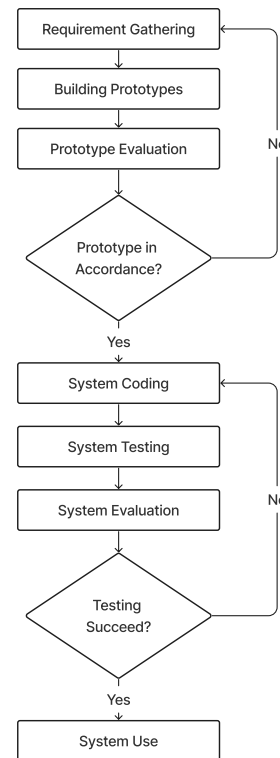 Requirement Gathering
Building Prototypes
Prototype Evaluation
Prototype in
Accordance?
Yes
System Coding
System Testing
System Evaluation
Testing
Succeed?
Yes
System Use